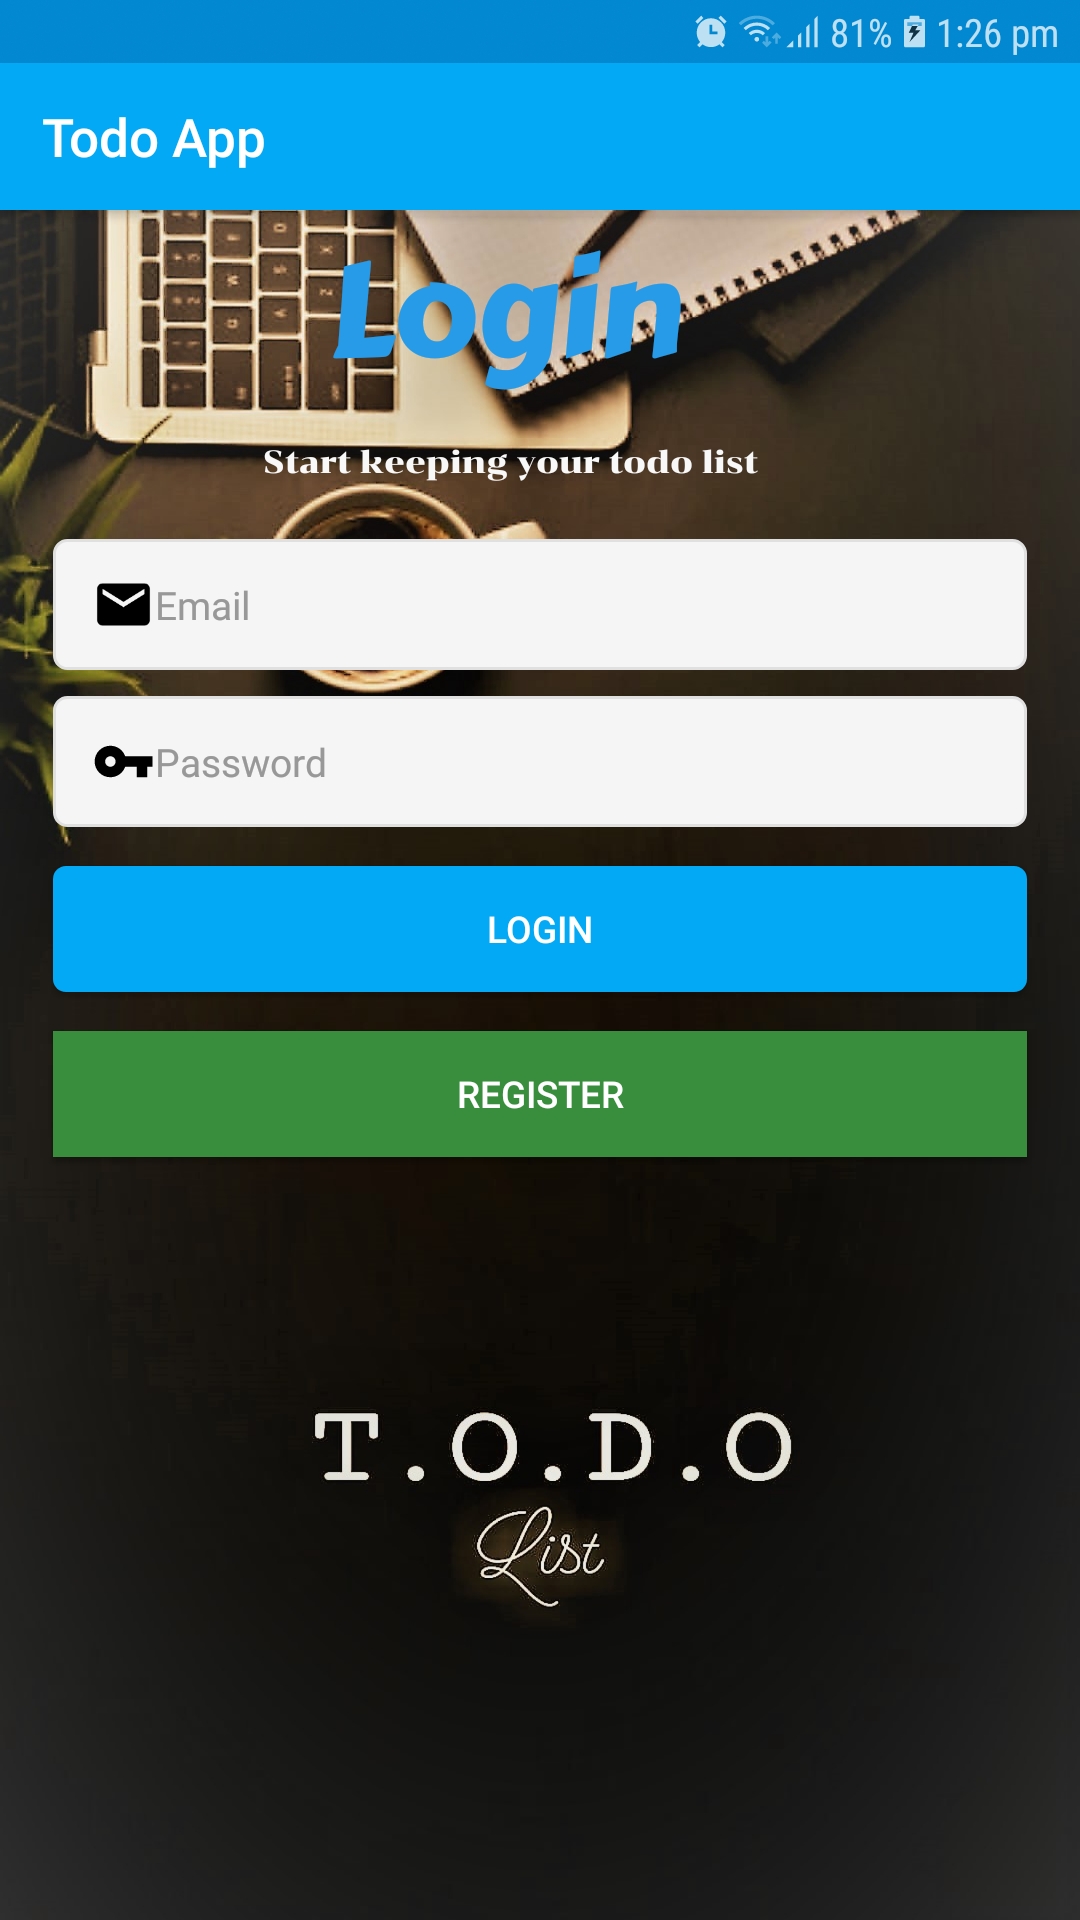 81% 1:26 pm
Todo App
Login
Start keeping your todo list
Email
Password
LOGIN
REGISTER
T.O.D.O
List